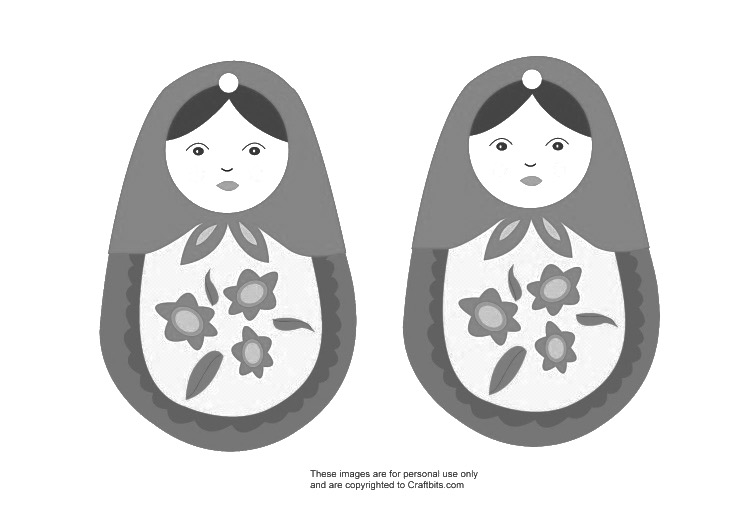 These images are for personal use only
and are copyrighted to Craftbits.com